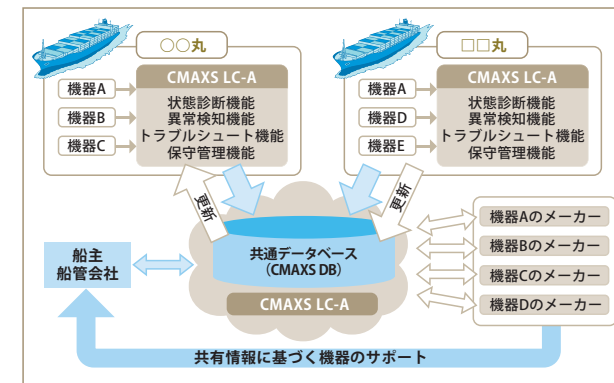 ○○丸
CMAXS LC-A
機器A
機器B
機器C
状態診断機能
異常検知機能
トラブルシュート機能
保守管理機能
□□丸
CMAXS LC-A
機器A
機器D
機器E
状態診断機能
異常検知機能
トラブルシュート機能
保守管理機能
更新
更新
船主
船管会社
共通データベース
(CMAXS DB)
CMAXS LC-A
機器Aのメーカー
機器Bのメーカー
機器Cのメーカー
機器Dのメーカー
共有情報に基づく機器のサポート